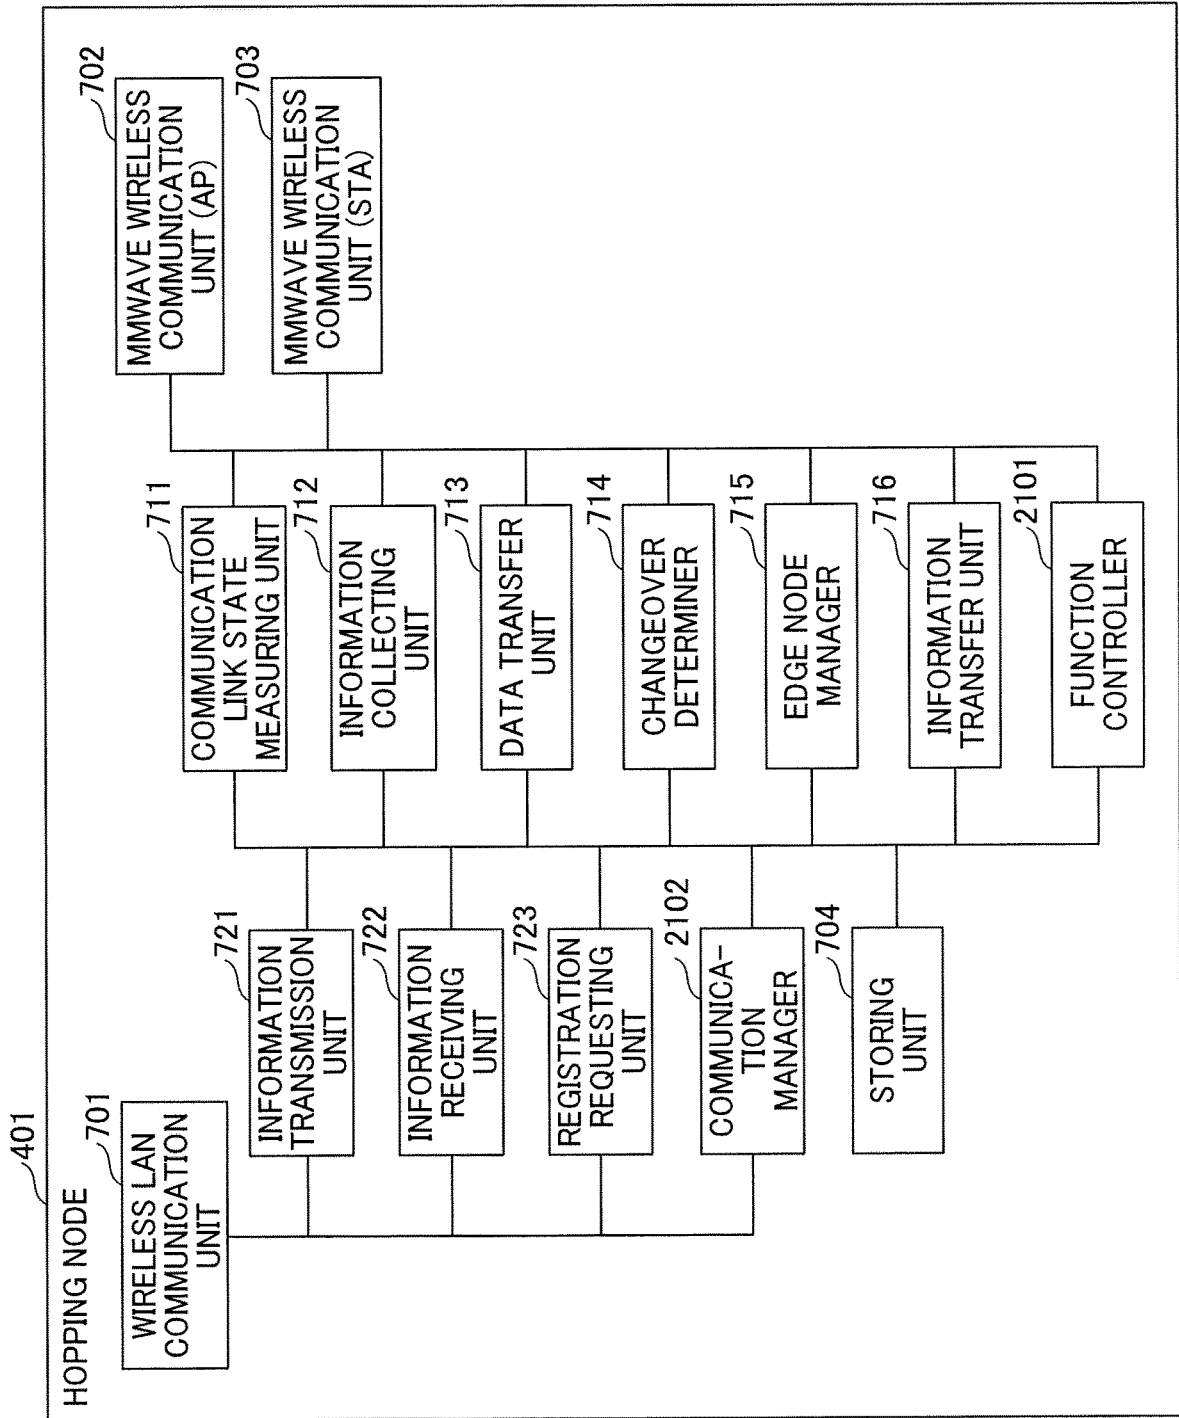 401
HOPPING NODE
701
WIRELESS LAN
COMMUNICATION
UNIT
721
INFORMATION
TRANSMISSION
UNIT
722
INFORMATION
RECEIVING
UNIT
723
REGISTRATION
REQUESTING
UNIT
2102
COMMUNICA-
TION
MANAGER
704
STORING
UNIT
711
COMMUNICATION
LINK STATE
MEASURING UNIT
712
INFORMATION
COLLECTING
UNIT
713
DATA TRANSFER
UNIT
714
CHANGEOVER
DETERMINER
715
EDGE NODE
MANAGER
716
INFORMATION
TRANSFER UNIT
2101
FUNCTION
CONTROLLER
702
MMWAVE WIRELESS
COMMUNICATION
UNIT (AP)
703
MMWAVE WIRELESS
COMMUNICATION
UNIT (STA)